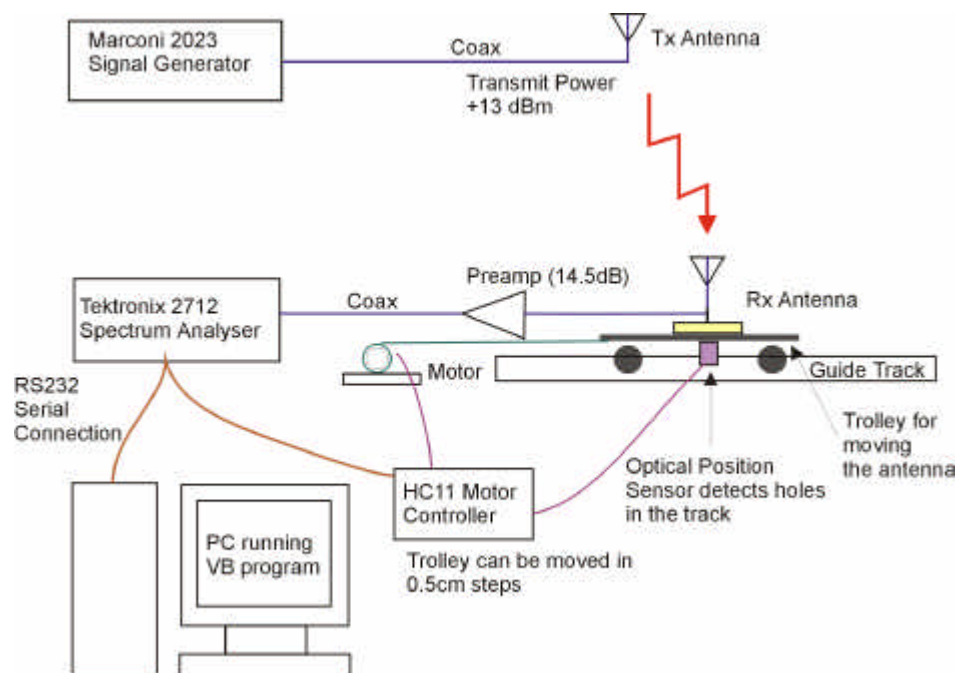 Marconi 2023
Signal Generator
Coax
Tx Antenna
Transmit Power
+13 dBm
Preamp (14.5dB)
Tektronix 2712
Spectrum Analyser
Coax
Rx Antenna
Motor
Guide Track
RS232
Serial
Connection
Trolley for
moving
the antenna
HC11 Motor
Controller
Optical Position
Sensor detects holes
in the track
PC running
VB program
Trolley can be moved in
0.5cm steps